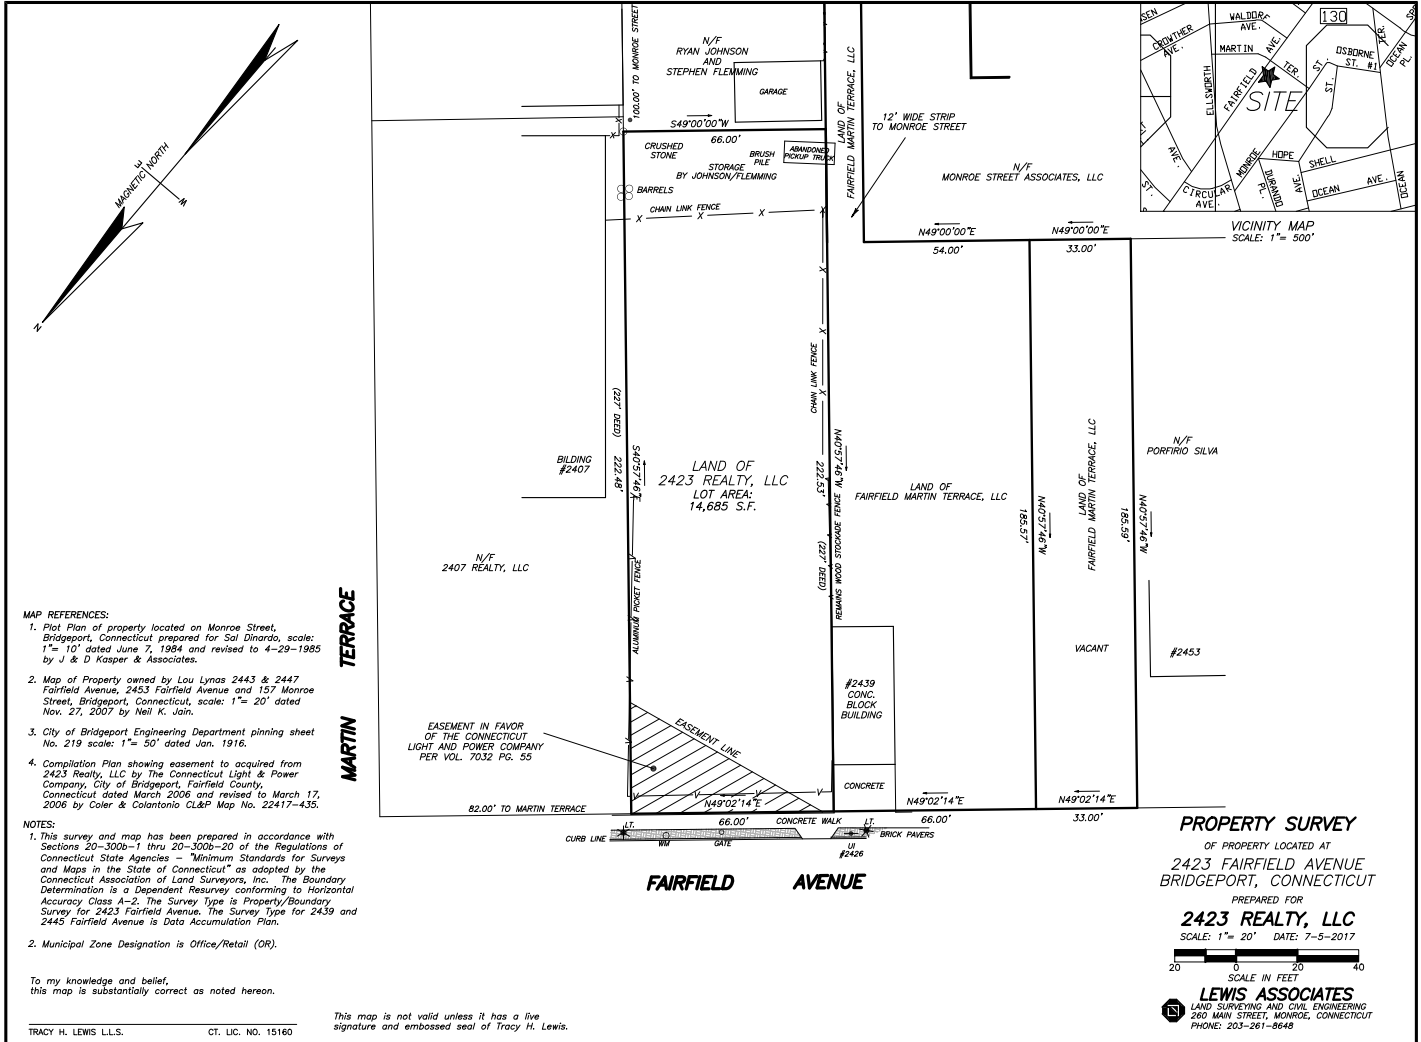 N/F
RYAN JOHNSON
AND
STEPHEN FLEMMING
GARAGE
100.00' TO MONROE STREET
S49°00'00"W
66.00'
LAND OF
FAIRFIELD MARTIN TERRACE, LLC
12' WIDE STRIP
TO MONROE STREET
N/F
MONROE STREET ASSOCIATES, LLC
CRUSHED
STONE
BRUSH
PILE
ABANDONED
PICKUP TRUCK
STORAGE
BY JOHNSON/FLEMMING
BARRELS
CHAIN LINK FENCE
N49°00'00"E
54.00'
N49°00'00"E
33.00'
CROWTHER
AVE.
WALDORF
AVE.
MARTIN
TER.
AVE.
FAIRFIELD
ELLSWORTH
130
OSBORNE
ST. #1
TER.
OCEAN
PL.
ST.
ST.
SITE
AVE.
ST.
MONROE
HOPE
SHELL
OCEAN AVE.
OCEAN
DURANDO
PL.
AVE.
CIRCULAR
AVE.
VICINITY MAP
SCALE: 1"= 500'
MAGNETIC NORTH
N
CHAIN LINK FENCE
(227' DEED)
222.48'
S40°57'46"E
BILDING
#2407
LAND OF
2423 REALTY, LLC
LOT AREA:
14,685 S.F.
222.53'
(227' DEED)
N40°57'46"W
REMAINS WOOD STOCKADE FENCE
LAND OF
FAIRFIELD MARTIN TERRACE, LLC
185.57'
N40°57'46"W
LAND OF
FAIRFIELD MARTIN TERRACE, LLC
185.59'
N40°57'46"W
N/F
PORFIRIO SILVA
N/F
2407 REALTY, LLC
ALUMINUM PICKET FENCE
MARTIN TERRACE
VACANT
#2453
#2439
CONC.
BLOCK
BUILDING
CONCRETE
EASEMENT IN FAVOR
OF THE CONNECTICUT
LIGHT AND POWER COMPANY
PER VOL. 7032 PG. 55
EASEMENT LINE
82.00' TO MARTIN TERRACE
N49°02'14"E
66.00'
N49°02'14"E
66.00'
N49°02'14"E
33.00'
CONCRETE WALK
CURB LINE
LT.
WM
GATE
LT.
UI
#2426
BRICK PAVERS
FAIRFIELD AVENUE
MAP REFERENCES:
1. Plot Plan of property located on Monroe Street,
Bridgeport, Connecticut prepared for Sal Dinardo, scale:
1"= 10' dated June 7, 1984 and revised to 4-29-1985
by J & D Kasper & Associates.
2. Map of Property owned by Lou Lynas 2443 & 2447
Fairfield Avenue, 2453 Fairfield Avenue and 157 Monroe
Street, Bridgeport, Connecticut, scale: 1"= 20' dated
Nov. 27, 2007 by Neil K. Jain.
3. City of Bridgeport Engineering Department pinning sheet
No. 219 scale: 1"= 50' dated Jan. 1916.
4. Compilation Plan showing easement to acquired from
2423 Realty, LLC by The Connecticut Light & Power
Company, City of Bridgeport, Fairfield County,
Connecticut dated March 2006 and revised to March 17,
2006 by Coler & Colantonio CL&P Map No. 22417-435.
NOTES:
1. This survey and map has been prepared in accordance with
Sections 20-300b-1 thru 20-300b-20 of the Regulations of
Connecticut State Agencies – "Minimum Standards for Surveys
and Maps in the State of Connecticut" as adopted by the
Connecticut Association of Land Surveyors, Inc. The Boundary
Determination is a Dependent Resurvey conforming to Horizontal
Accuracy Class A-2. The Survey Type is Property/Boundary
Survey for 2423 Fairfield Avenue. The Survey Type for 2439 and
2445 Fairfield Avenue is Data Accumulation Plan.
2. Municipal Zone Designation is Office/Retail (OR).
To my knowledge and belief,
this map is substantially correct as noted hereon.
TRACY H. LEWIS L.L.S. CT. LIC. NO. 15160
This map is not valid unless it has a live
signature and embossed seal of Tracy H. Lewis.
PROPERTY SURVEY
OF PROPERTY LOCATED AT
2423 FAIRFIELD AVENUE
BRIDGEPORT, CONNECTICUT
PREPARED FOR
2423 REALTY, LLC
SCALE: 1"= 20' DATE: 7-5-2017
20 0 20 40
SCALE IN FEET
LEWIS ASSOCIATES
LAND SURVEYING AND CIVIL ENGINEERING
260 MAIN STREET, MONROE, CONNECTICUT
PHONE: 203-261-8648